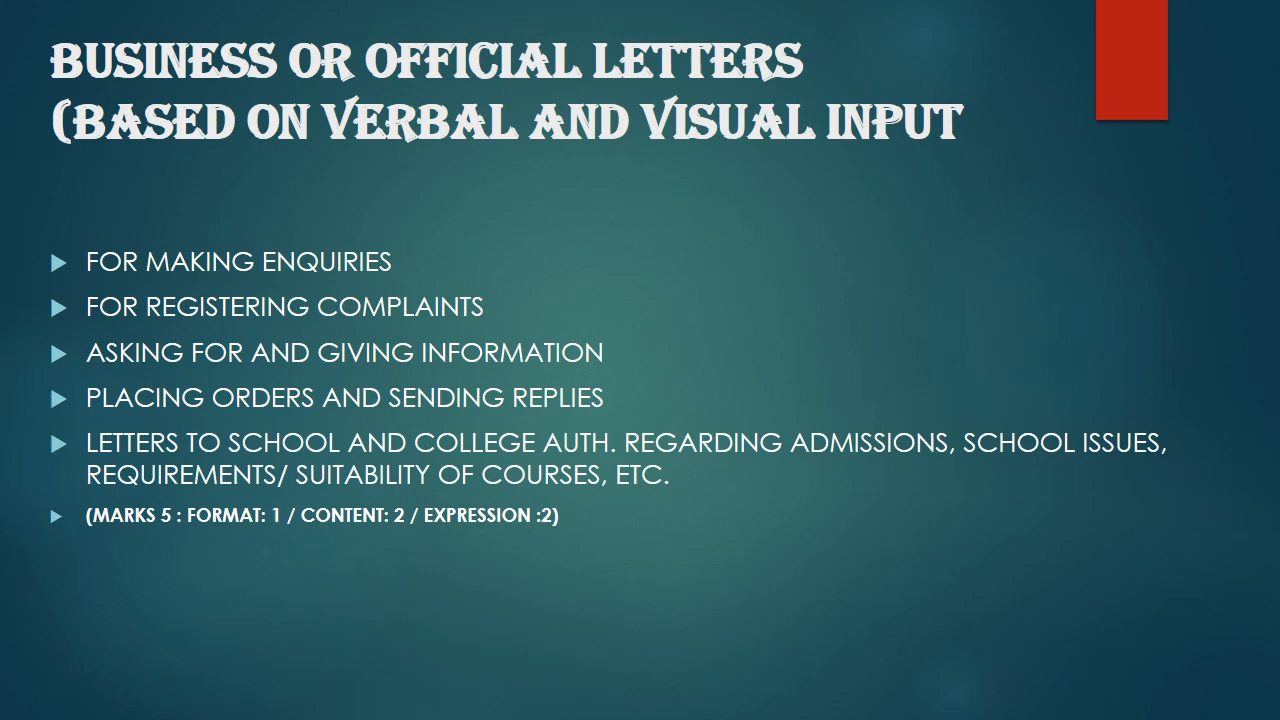 BUSINESS OR OFFICIAL LETTERS
(BASED ON VERBAL AND VISUAL INPUT
FOR MAKING ENQUIRIES
FOR REGISTERING COMPLAINTS
ASKING FOR AND GIVING INFORMATION
PLACING ORDERS AND SENDING REPLIES
LETTERS TO SCHOOL AND COLLEGE AUTH. REGARDING ADMISSIONS, SCHOOL ISSUES,
REQUIREMENTS/ SUITABILITY OF COURSES, ETC.
(MARKS 5 : FORMAT: 1 / CONTENT: 2 / EXPRESSION :2)